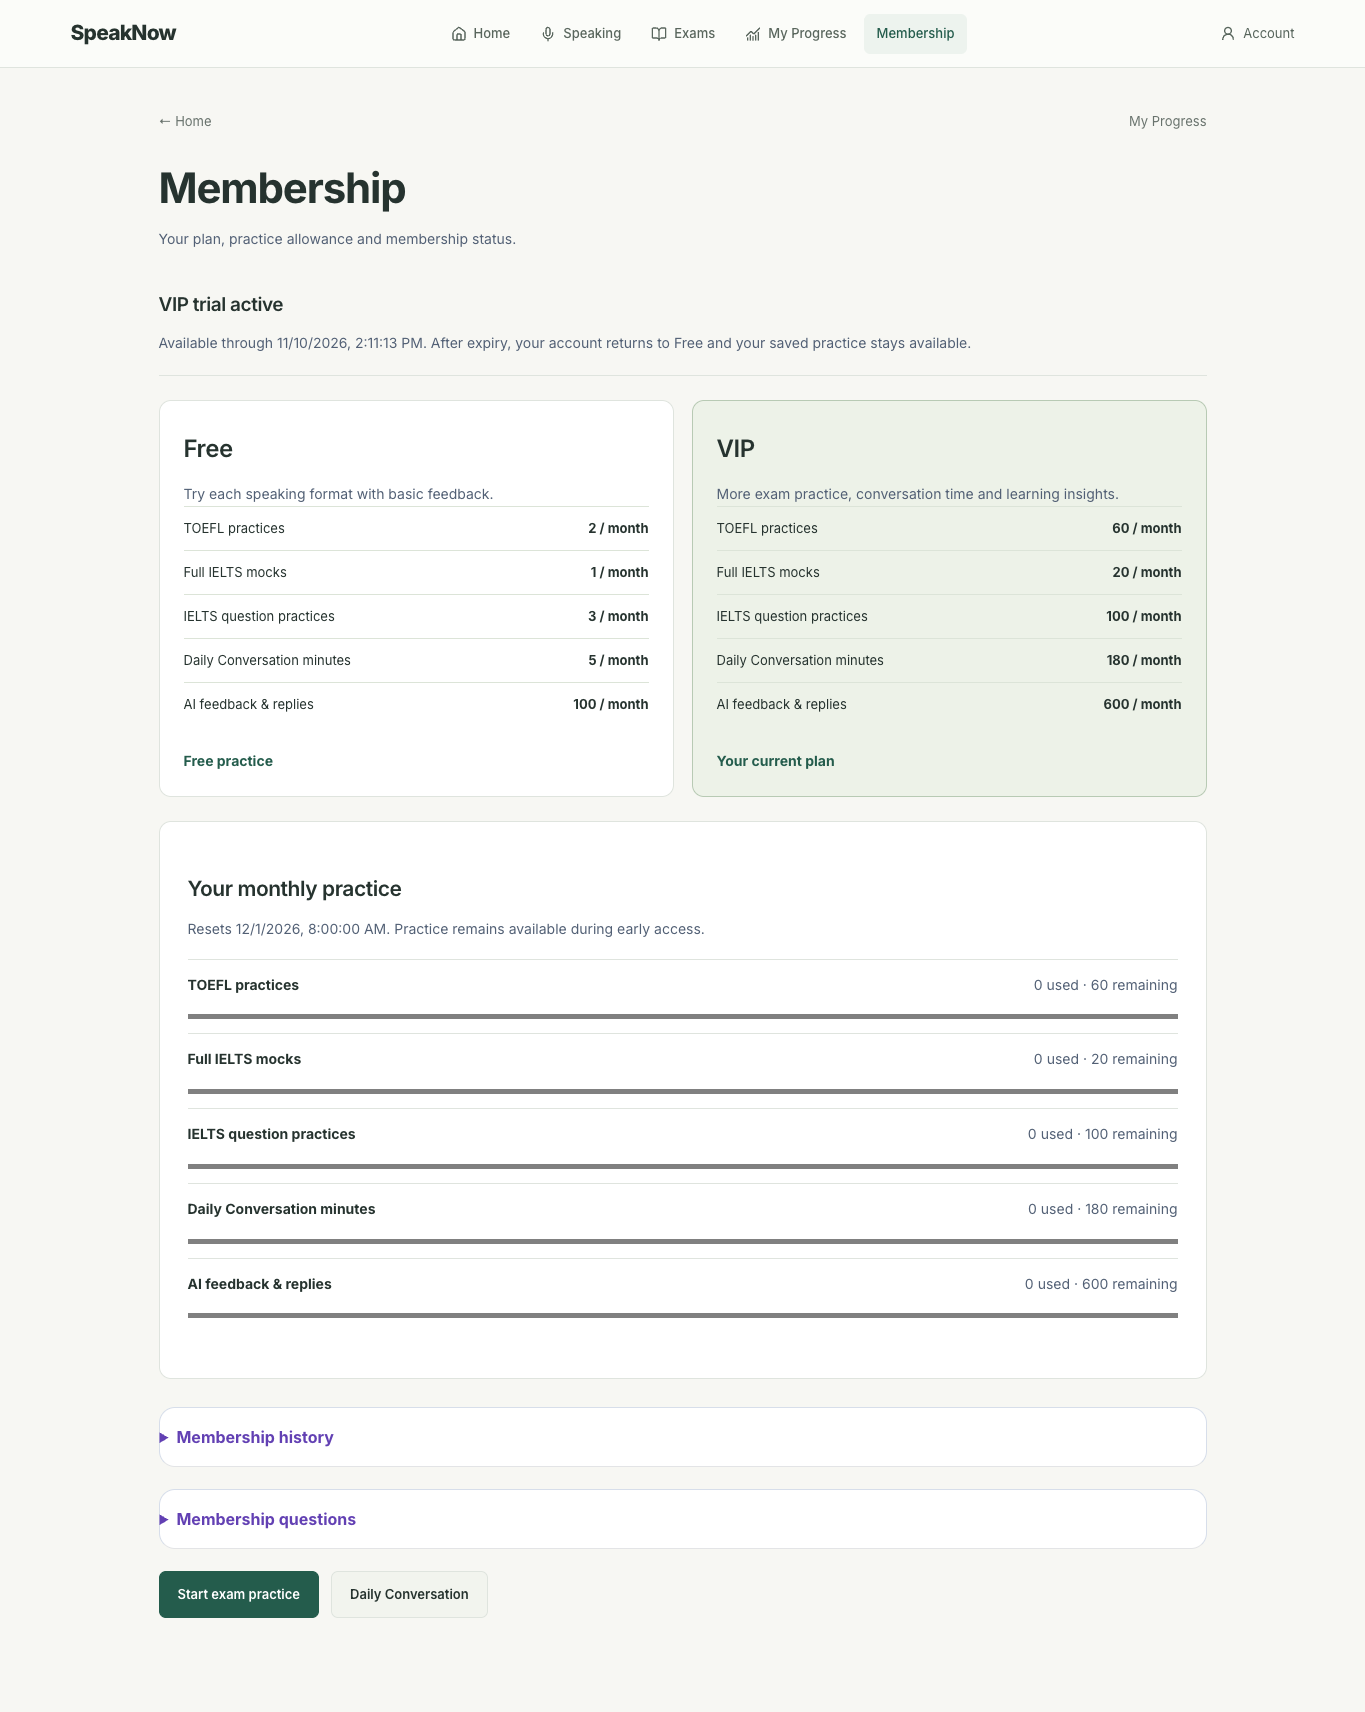 SpeakNow
Home
Speaking
Exams
My Progress
Membership
Account
← Home
My Progress
Membership
Your plan, practice allowance and membership status.
VIP trial active
Available through 11/10/2026, 2:11:13 PM. After expiry, your account returns to Free and your saved practice stays available.
Free
Try each speaking format with basic feedback.
TOEFL practices 2 / month
Full IELTS mocks 1 / month
IELTS question practices 3 / month
Daily Conversation minutes 5 / month
AI feedback & replies 100 / month
Free practice
VIP
More exam practice, conversation time and learning insights.
TOEFL practices 60 / month
Full IELTS mocks 20 / month
IELTS question practices 100 / month
Daily Conversation minutes 180 / month
AI feedback & replies 600 / month
Your current plan
Your monthly practice
Resets 12/1/2026, 8:00:00 AM. Practice remains available during early access.
TOEFL practices 0 used · 60 remaining
Full IELTS mocks 0 used · 20 remaining
IELTS question practices 0 used · 100 remaining
Daily Conversation minutes 0 used · 180 remaining
AI feedback & replies 0 used · 600 remaining
Membership history
Membership questions
Start exam practice
Daily Conversation